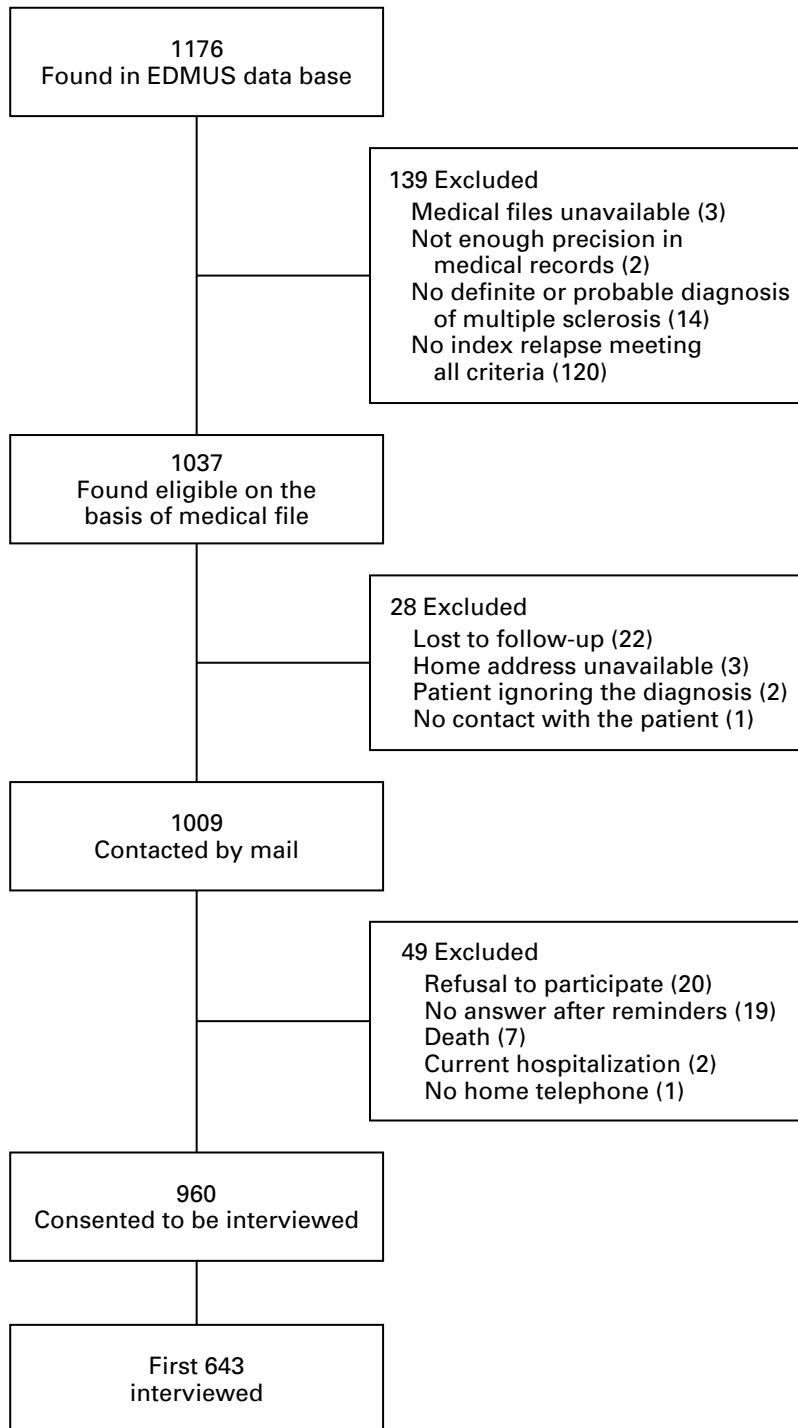 1176
Found in EDMUS data base
139 Excluded
Medical files unavailable (3)
Not enough precision in
medical records (2)
No definite or probable diagnosis
of multiple sclerosis (14)
No index relapse meeting
all criteria (120)
1037
Found eligible on the
basis of medical file
28 Excluded
Lost to follow-up (22)
Home address unavailable (3)
Patient ignoring the diagnosis (2)
No contact with the patient (1)
1009
Contacted by mail
49 Excluded
Refusal to participate (20)
No answer after reminders (19)
Death (7)
Current hospitalization (2)
No home telephone (1)
960
Consented to be interviewed
First 643
interviewed